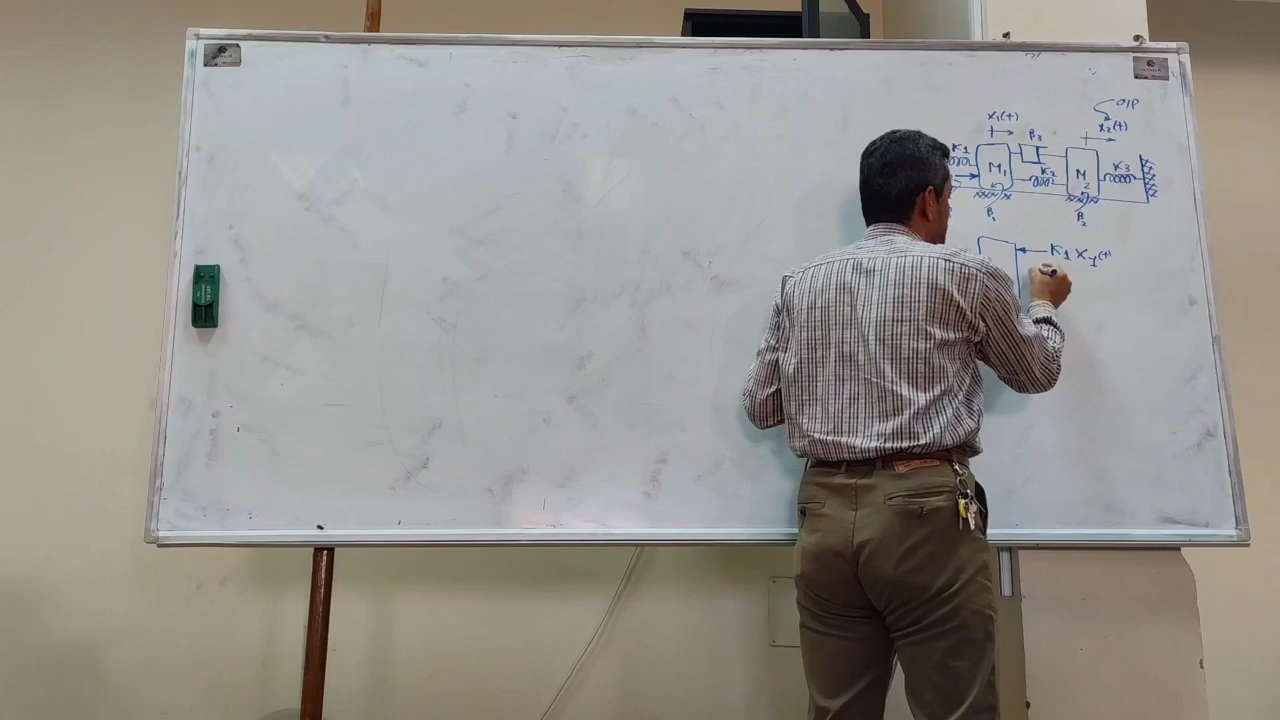 O/P
X₁(t)
X₂(t)
B₃
K₁
M₁
K₂
M₂
K₃
B₁
B₂
K₁ X₁(t)